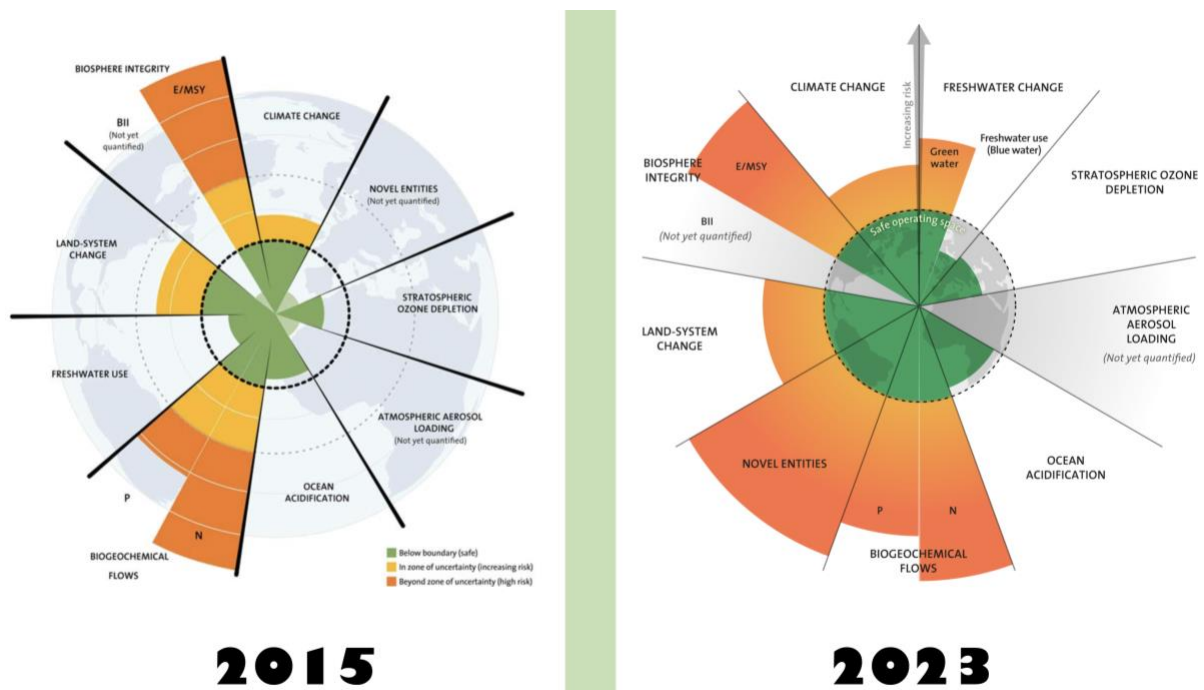 BIOSPHERE INTEGRITY
E/MSY
BII
(Not yet
quantified)
CLIMATE CHANGE
NOVEL ENTITIES
(Not yet quantified)
LAND-SYSTEM
CHANGE
STRATOSPHERIC
OZONE DEPLETION
FRESHWATER USE
ATMOSPHERIC AEROSOL
LOADING
(Not yet quantified)
OCEAN
ACIDIFICATION
P
N
BIOGEOCHEMICAL
FLOWS
Below boundary (safe)
In zone of uncertainty (increasing risk)
Beyond zone of uncertainty (high risk)
2015
CLIMATE CHANGE
Increasing risk
FRESHWATER CHANGE
Green
water
Freshwater use
(Blue water)
BIOSPHERE
INTEGRITY
E/MSY
STRATOSPHERIC OZONE
DEPLETION
BII
(Not yet quantified)
Safe operating space
LAND-SYSTEM
CHANGE
ATMOSPHERIC
AEROSOL
LOADING
(Not yet quantified)
NOVEL ENTITIES
OCEAN
ACIDIFICATION
P
N
BIOGEOCHEMICAL
FLOWS
2023